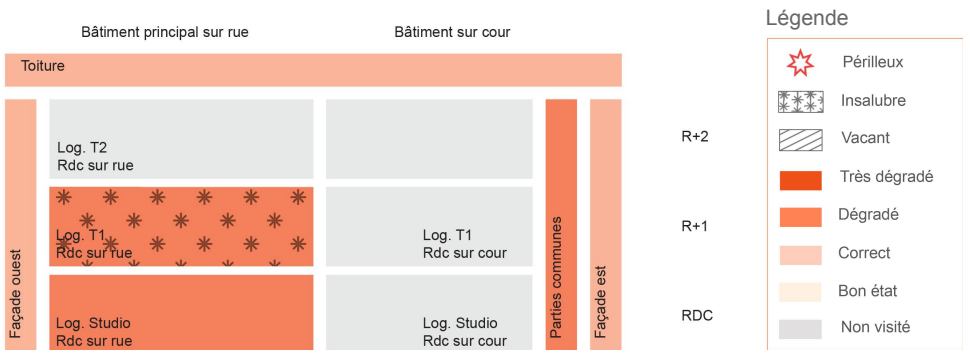 Légende
Bâtiment principal sur rue
Bâtiment sur cour
Toiture
Façade ouest
Log. T2
Rdc sur rue
Log. T1
Rdc sur rue
Log. Studio
Rdc sur rue
Log. T1
Rdc sur cour
Log. Studio
Rdc sur cour
Parties communes
Façade est
R+2
R+1
RDC
Périlleux
Insalubre
Vacant
Très dégradé
Dégradé
Correct
Bon état
Non visité